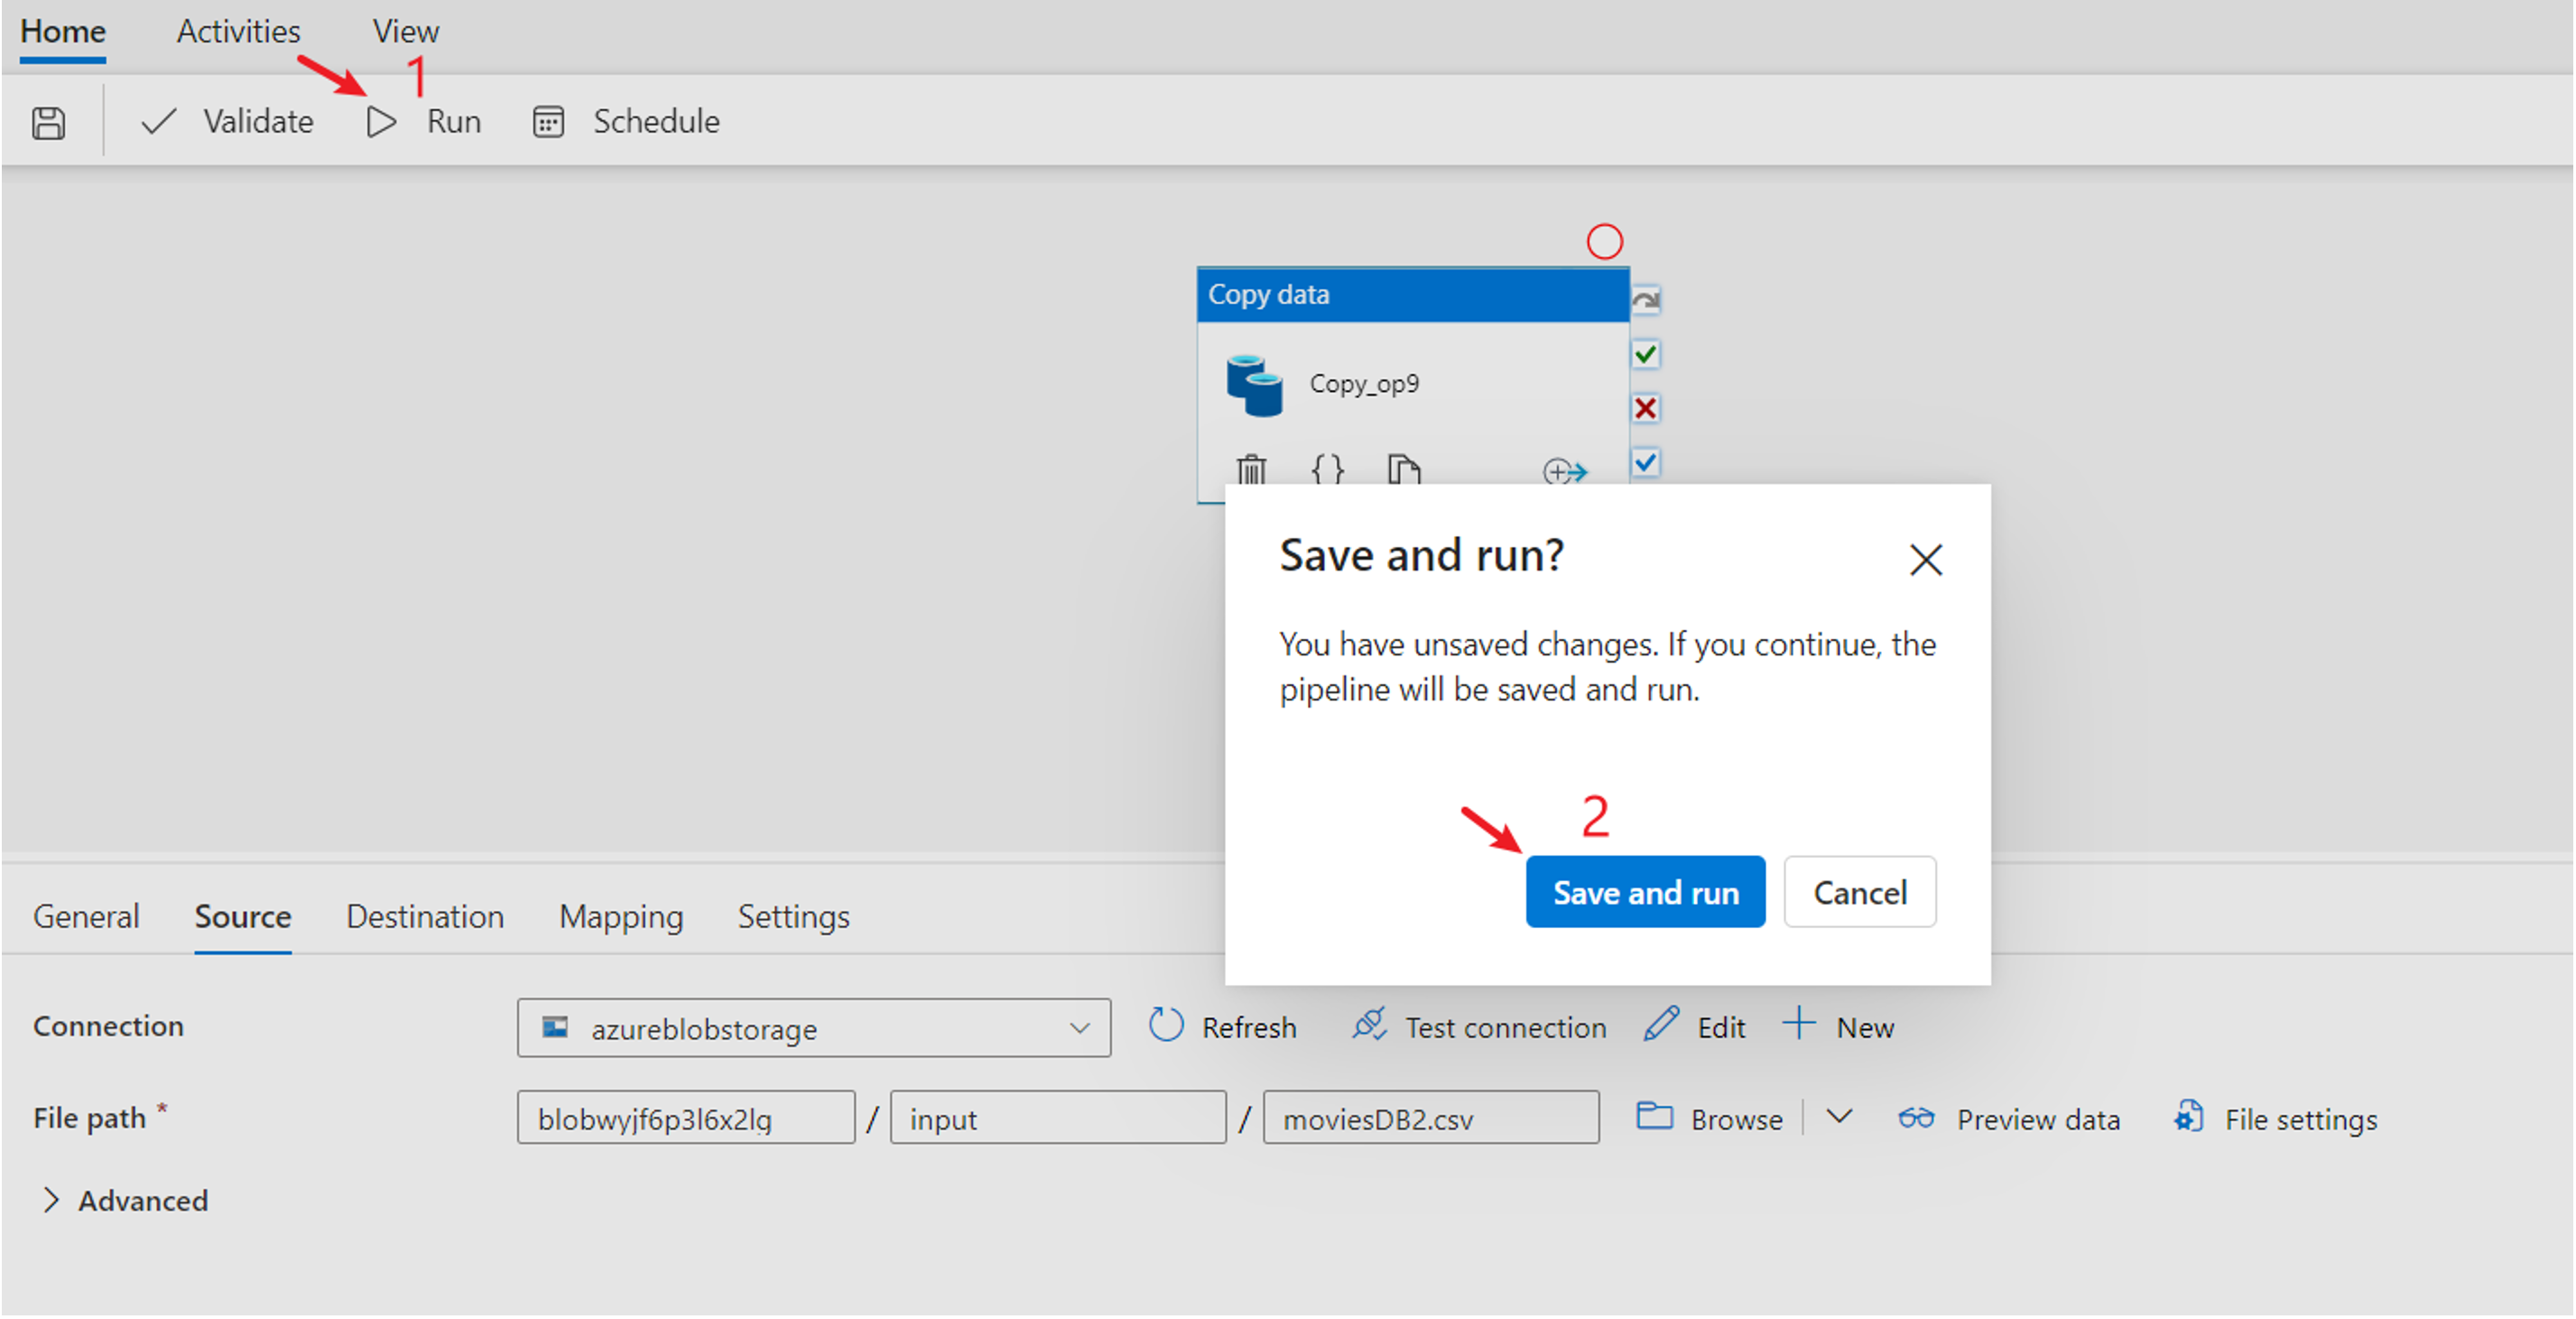 Home Activities View
1
Validate Run Schedule
Copy data
Copy_op9
{}
Save and run?
You have unsaved changes. If you continue, the
pipeline will be saved and run.
2
Save and run Cancel
General Source Destination Mapping Settings
Connection azureblobstorage Refresh Test connection Edit New
File path * blobwyjf6p3l6x2lg / input / moviesDB2.csv Browse Preview data File settings
Advanced